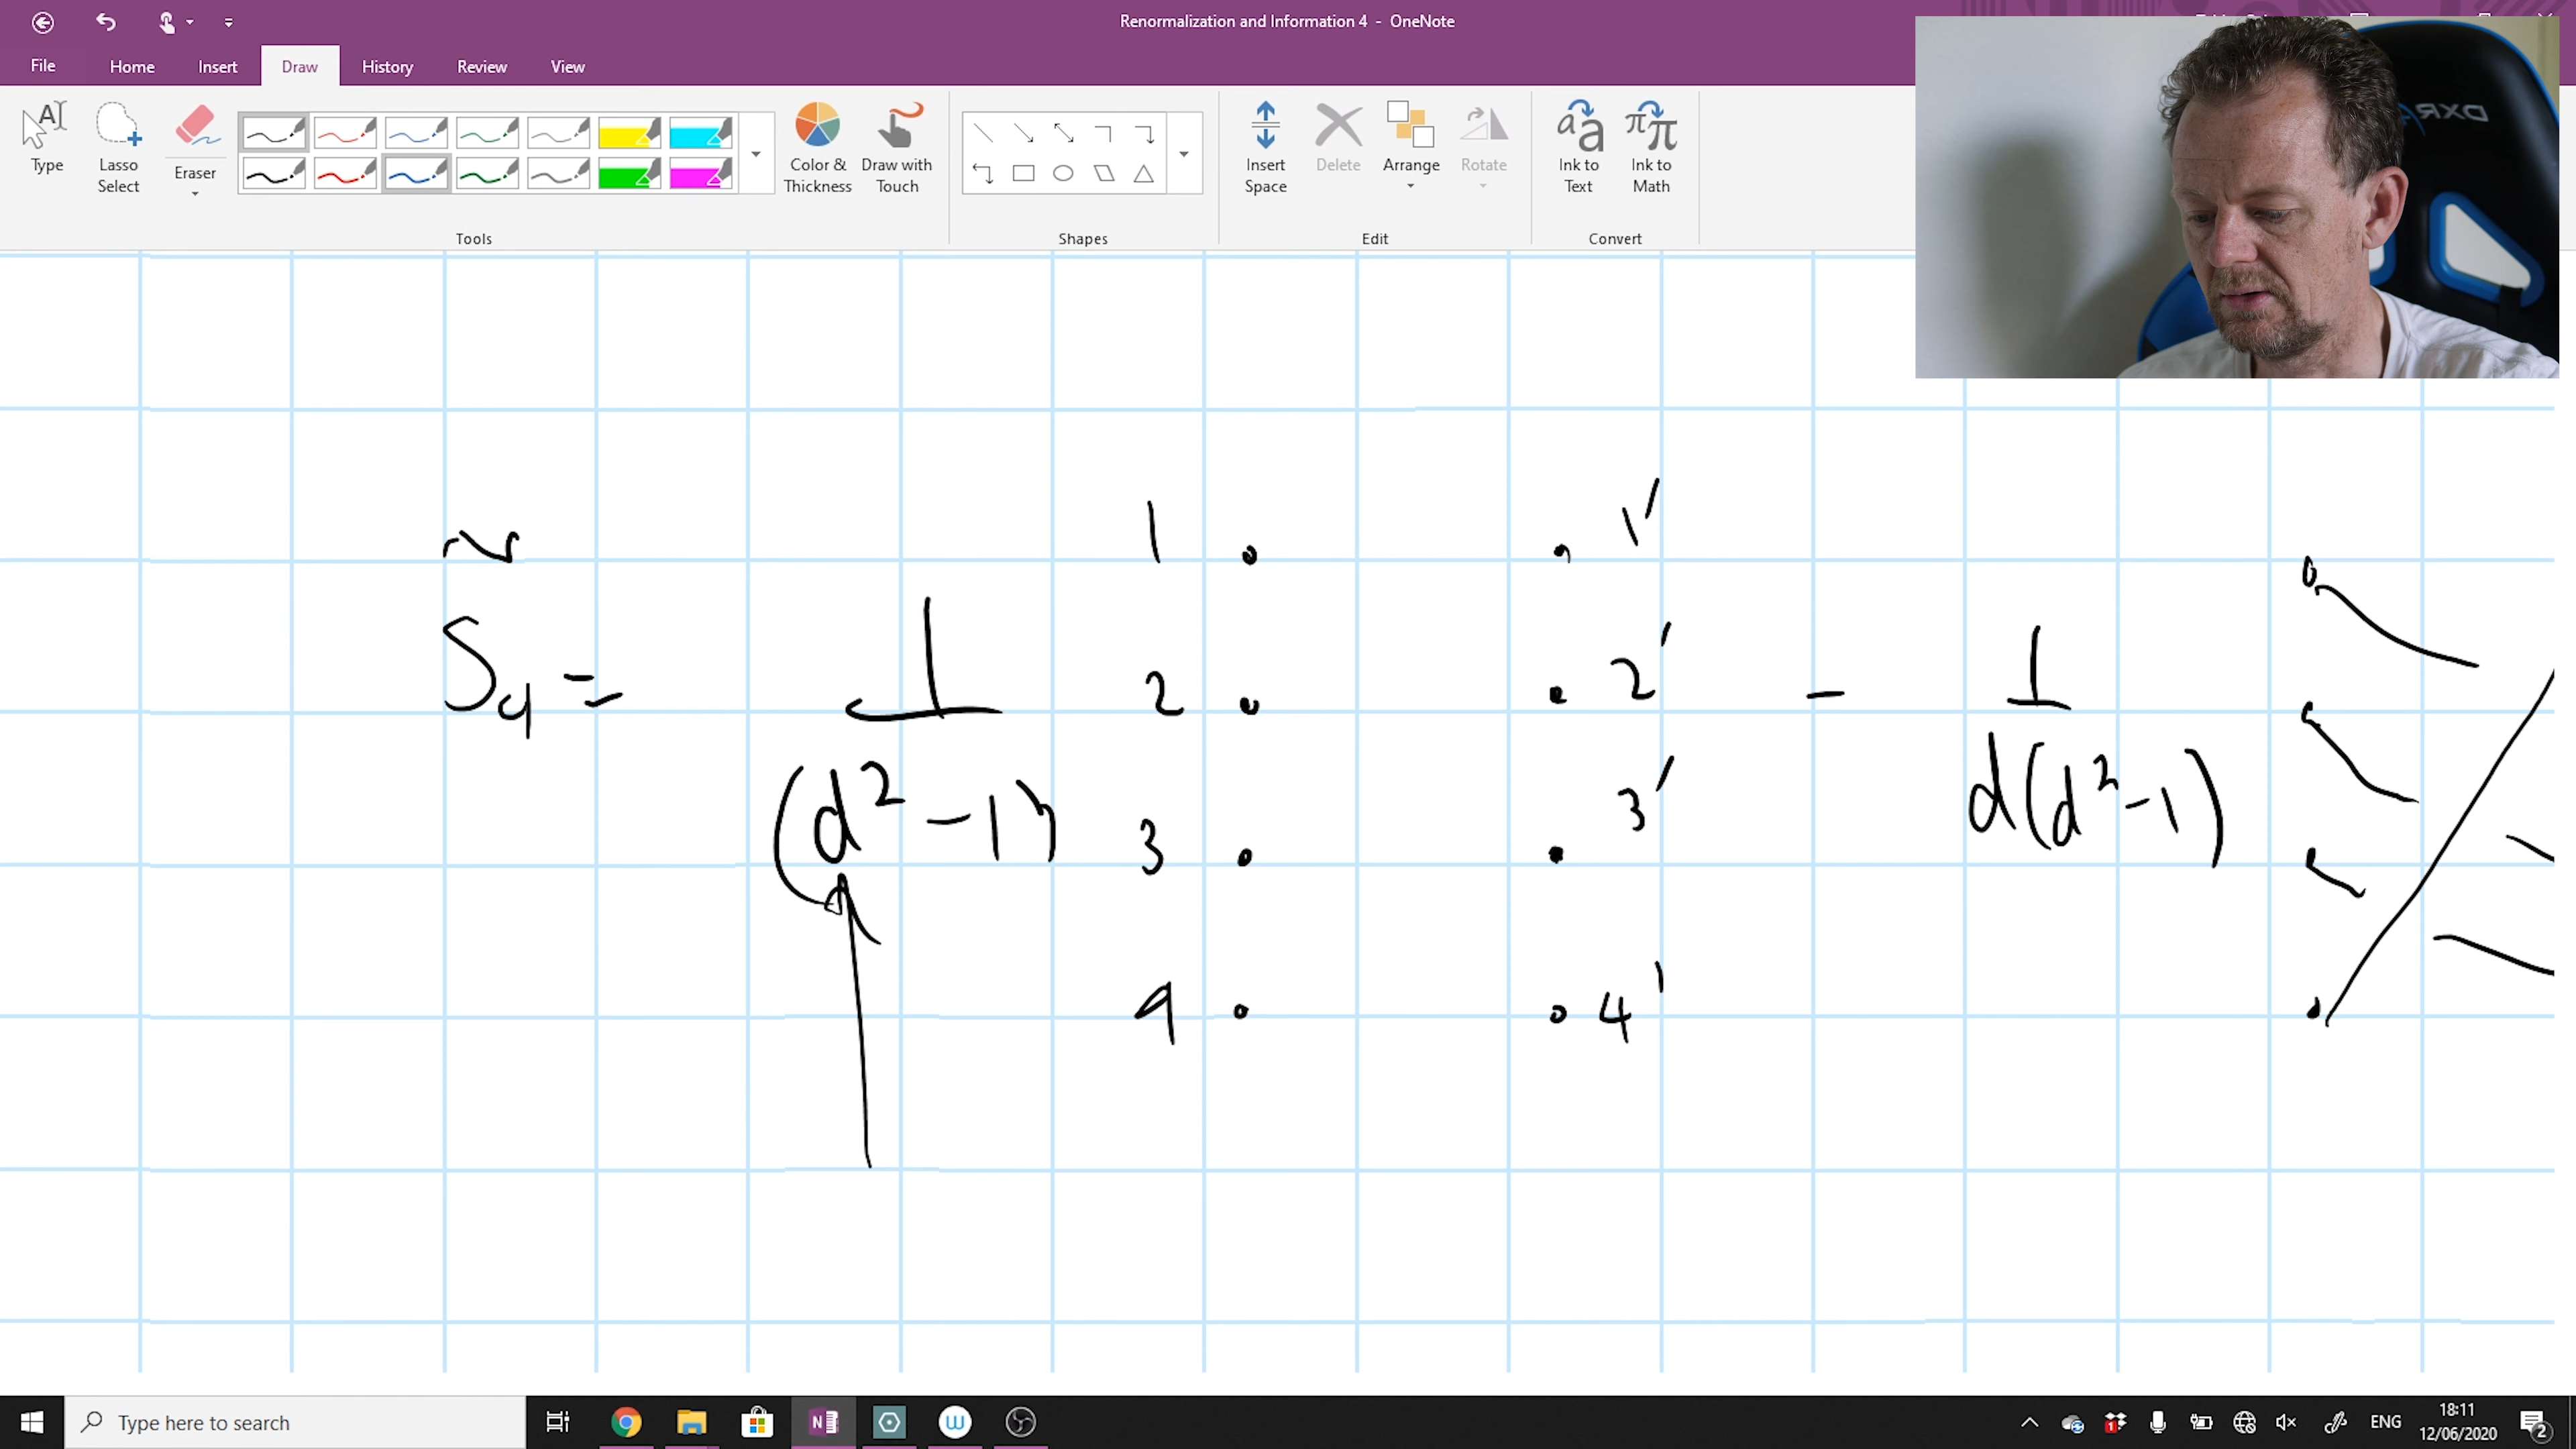 Renormalization and Information 4 - OneNote
File Home Insert Draw History Review View
Type
Lasso Select
Eraser
Color & Thickness
Draw with Touch
Insert Space
Delete
Arrange
Rotate
Ink to Text
Ink to Math
Tools Shapes Edit Convert
DXR
1 . . 1'
~
S4 = 1 2 . . 2' - 1
(d² - 1) 3 . . 3' d(d² - 1)
4 . . 4'
Type here to search
ENG
18:11
12/06/2020
2